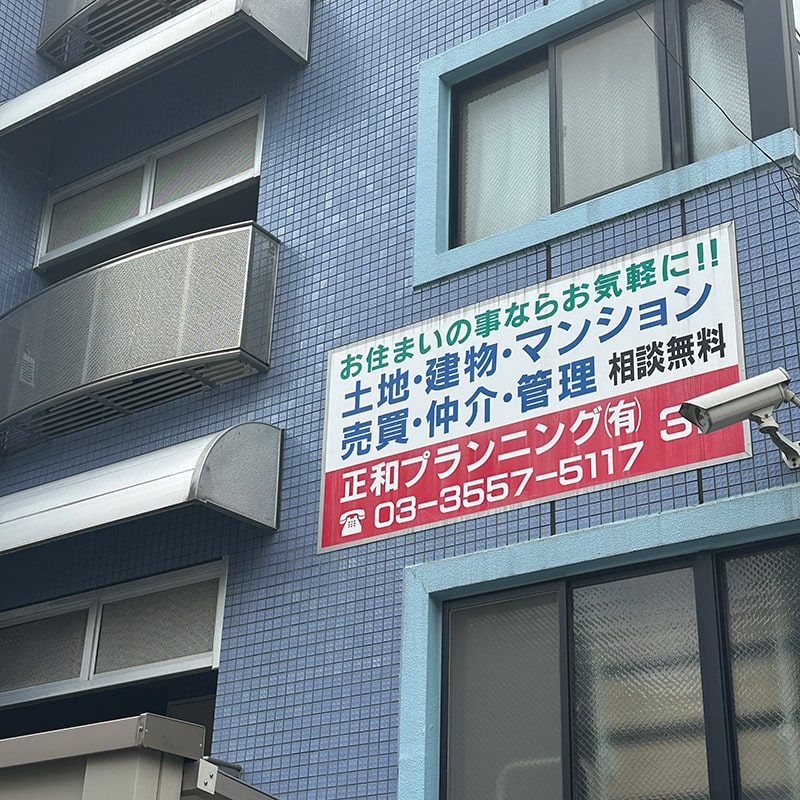 お住まいの事ならお気軽に!!
土地・建物・マンション
売買・仲介・管理 相談無料
正和プランニング㈲ 3
☎ 03-3557-5117